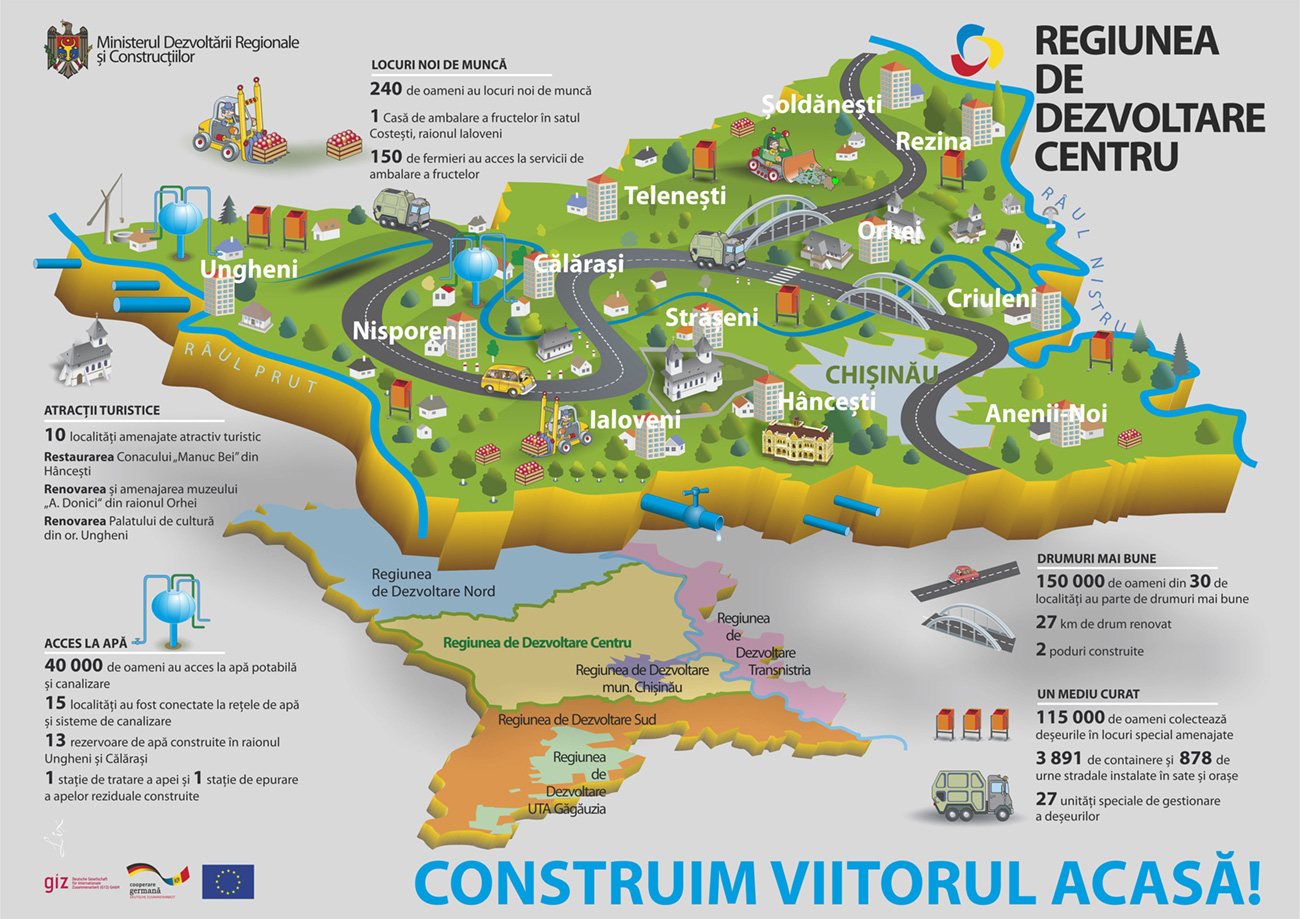 Ministerul Dezvoltării Regionale
și Construcțiilor
REGIUNEA
DE
DEZVOLTARE
CENTRU
LOCURI NOI DE MUNCĂ
240 de oameni au locuri noi de muncă
1 Casă de ambalare a fructelor în satul
Costești, raionul Ialoveni
150 de fermieri au acces la servicii de
ambalare a fructelor
Șoldănești
Rezina
Telenești
Orhei
RÂUL NISTRU
Ungheni
Călărași
Criuleni
Nisporeni
Strășeni
RÂUL PRUT
CHIȘINĂU
Hâncești
Ialoveni
Anenii-Noi
ATRACȚII TURISTICE
10 localități amenajate atractiv turistic
Restaurarea Conacului „Manuc Bei” din
Hâncești
Renovarea și amenajarea muzeului
„A. Donici” din raionul Orhei
Renovarea Palatului de cultură
din or. Ungheni
ACCES LA APĂ
40 000 de oameni au acces la apă potabilă
și canalizare
15 localități au fost conectate la rețele de apă
și sisteme de canalizare
13 rezervoare de apă construite în raionul
Ungheni și Călărași
1 stație de tratare a apei și 1 stație de epurare
a apelor reziduale construite
Regiunea
de Dezvoltare Nord
Regiunea de Dezvoltare Centru
Regiunea
de
Dezvoltare
Transnistria
Regiunea de Dezvoltare
mun. Chișinău
Regiunea de Dezvoltare Sud
Regiunea
de
Dezvoltare
UTA Găgăuzia
DRUMURI MAI BUNE
150 000 de oameni din 30 de
localități au parte de drumuri mai bune
27 km de drum renovat
2 poduri construite
UN MEDIU CURAT
115 000 de oameni colectează
deșeurile în locuri special amenajate
3 891 de containere și 878 de
urne stradale instalate în sate și orașe
27 unități speciale de gestionare
a deșeurilor
giz Deutsche Gesellschaft
für Internationale
Zusammenarbeit (GIZ) GmbH
cooperare
germană
DEUTSCHE ZUSAMMENARBEIT
CONSTRUIM VIITORUL ACASĂ!